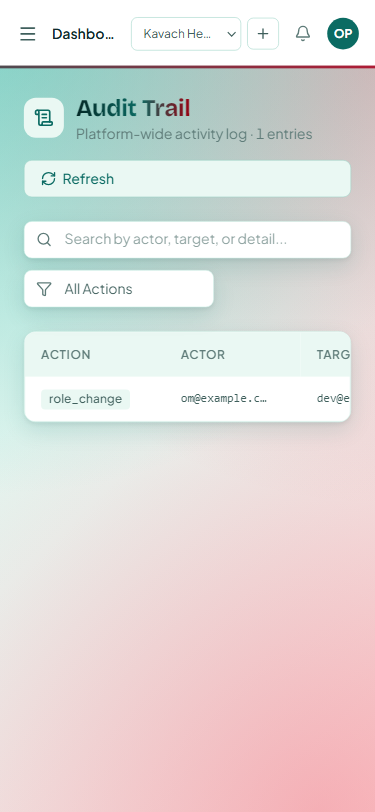 Dashbo...
Kavach He...
OP
Audit Trail
Platform-wide activity log · 1 entries
Refresh
Search by actor, target, or detail...
All Actions
ACTION ACTOR TARG
role_change om@example.c… dev@e